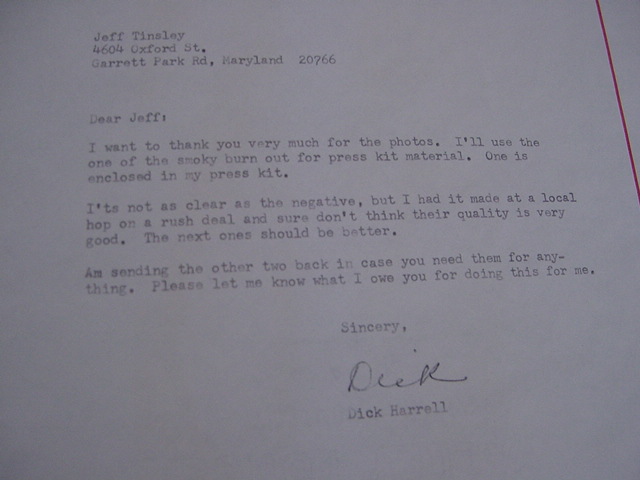 Jeff Tinsley
4604 Oxford St.
Garrett Park Rd, Maryland 20766
Dear Jeff:
I want to thank you very much for the photos. I'll use the
one of the smoky burn out for press kit material. One is
enclosed in my press kit.
I'ts not as clear as the negative, but I had it made at a local
hop on a rush deal and sure don't think their quality is very
good. The next ones should be better.
Am sending the other two back in case you need them for any-
thing. Please let me know what I owe you for doing this for me.
Sincery,
Dick
Dick Harrell